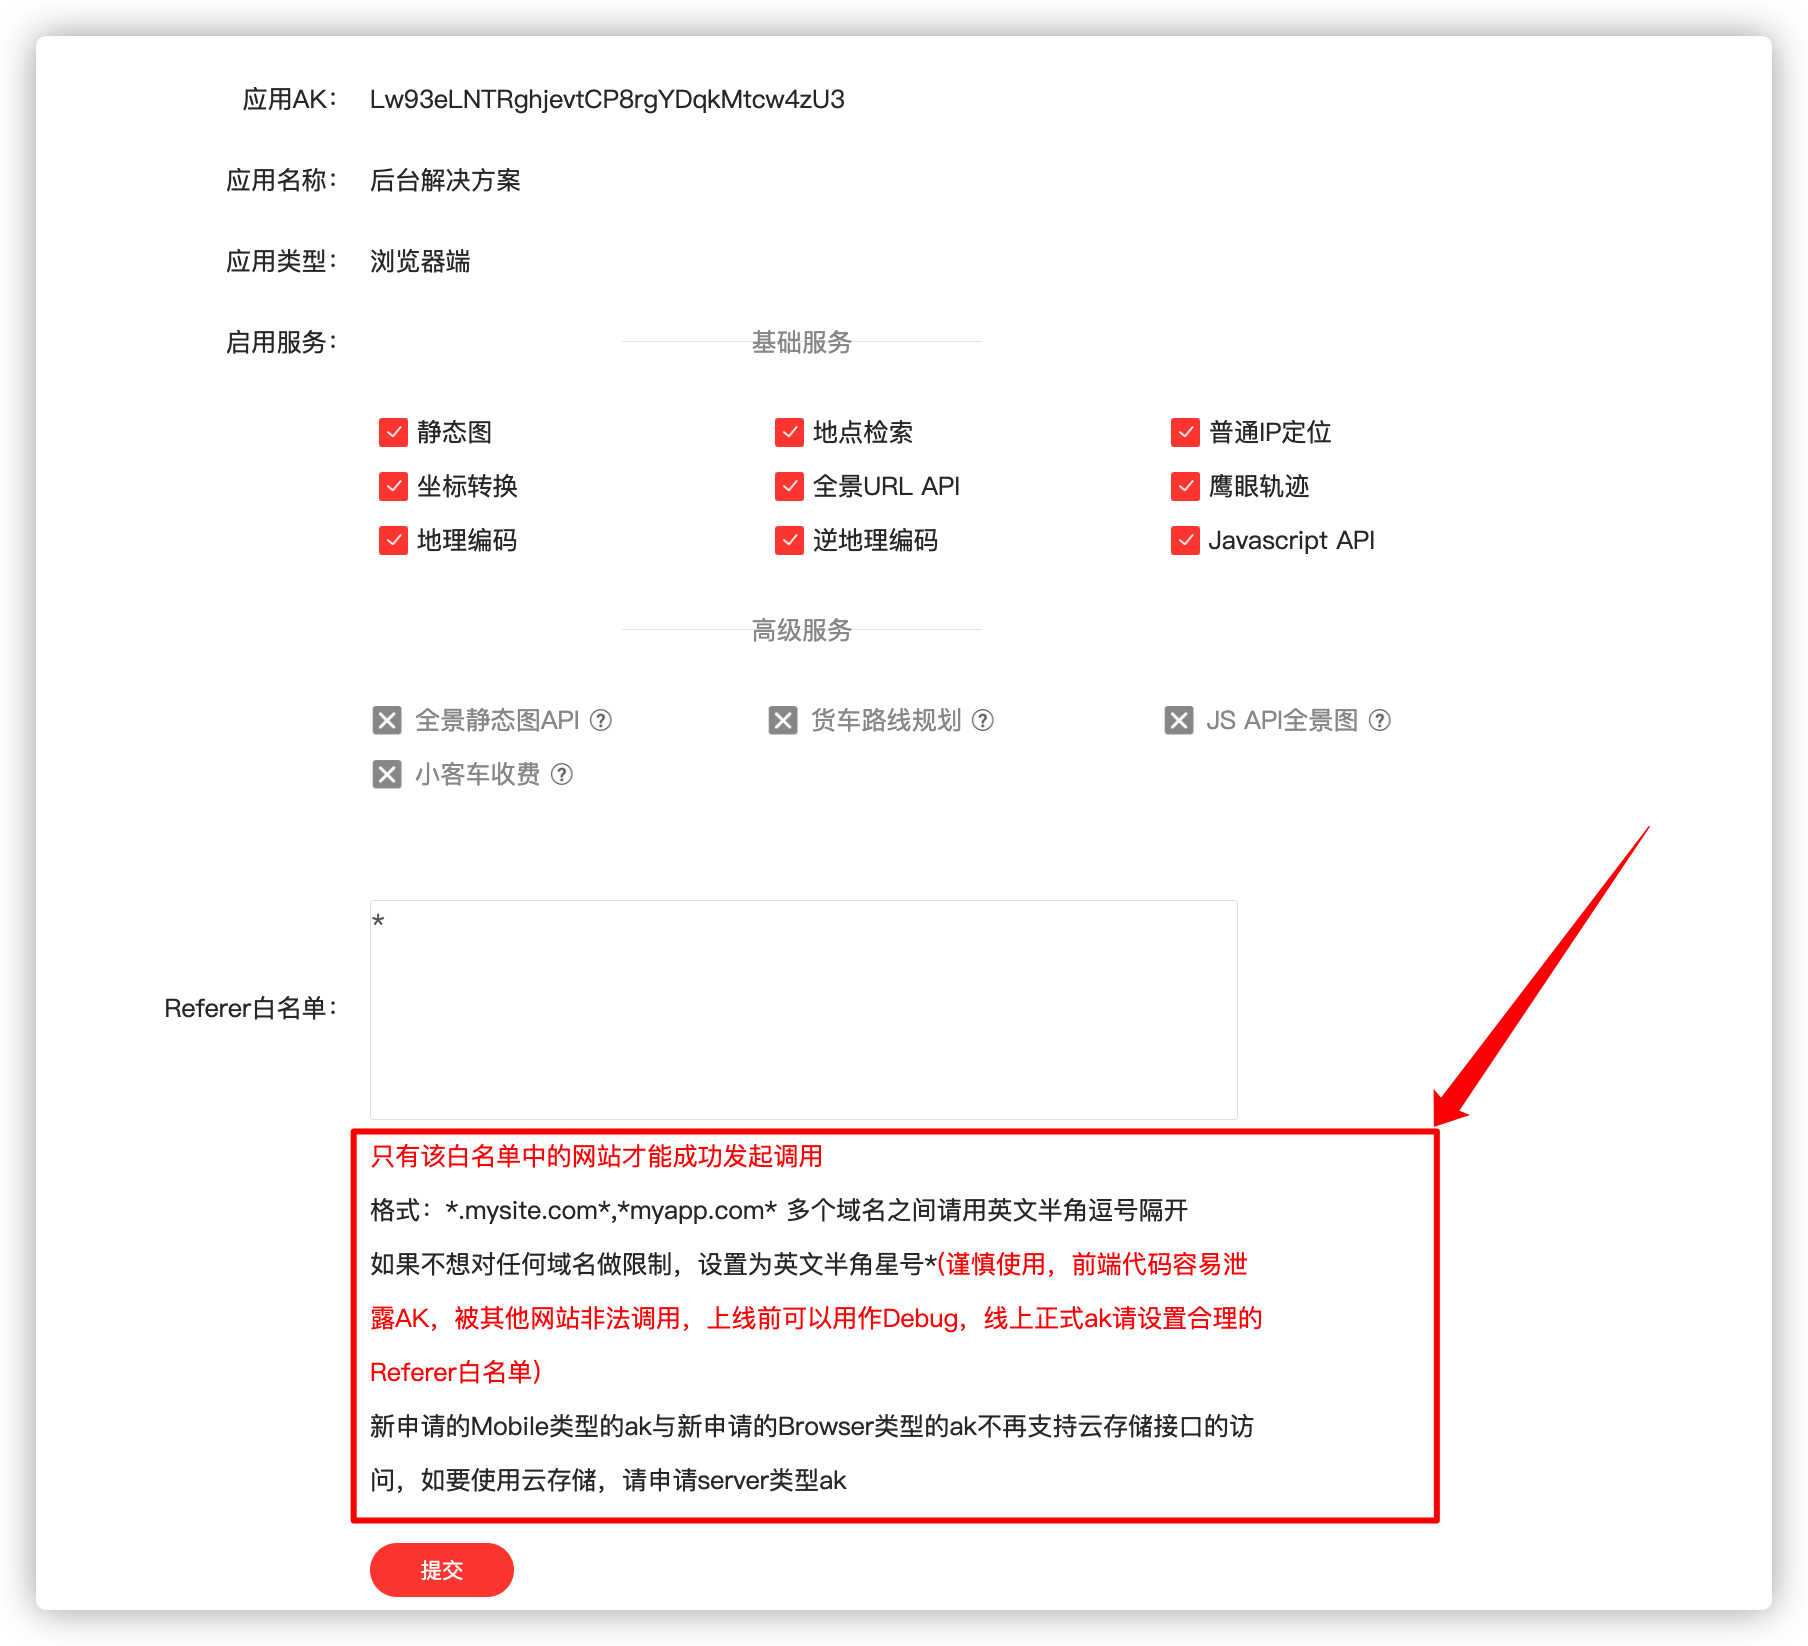 应用AK： Lw93eLNTRghjevtCP8rgYDqkMtcw4zU3
应用名称： 后台解决方案
应用类型： 浏览器端
启用服务： 基础服务
静态图 地点检索 普通IP定位
坐标转换 全景URL API 鹰眼轨迹
地理编码 逆地理编码 Javascript API
高级服务
全景静态图API ? 货车路线规划 ? JS API全景图 ?
小客车收费 ?
*
Referer白名单：
只有该白名单中的网站才能成功发起调用
格式：*.mysite.com*,*myapp.com* 多个域名之间请用英文半角逗号隔开
如果不想对任何域名做限制，设置为英文半角星号*(谨慎使用，前端代码容易泄
露AK，被其他网站非法调用，上线前可以用作Debug，线上正式ak请设置合理的
Referer白名单)
新申请的Mobile类型的ak与新申请的Browser类型的ak不再支持云存储接口的访
问，如要使用云存储，请申请server类型ak
提交